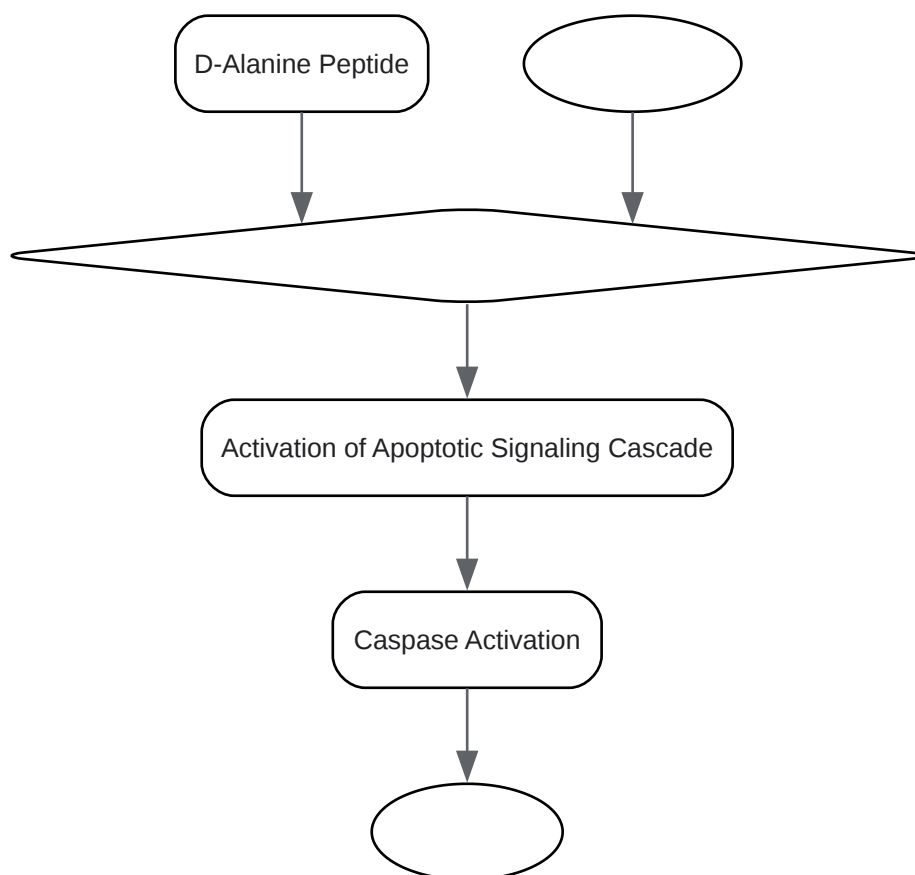 D-Alanine Peptide
Activation of Apoptotic Signaling Cascade
Caspase Activation